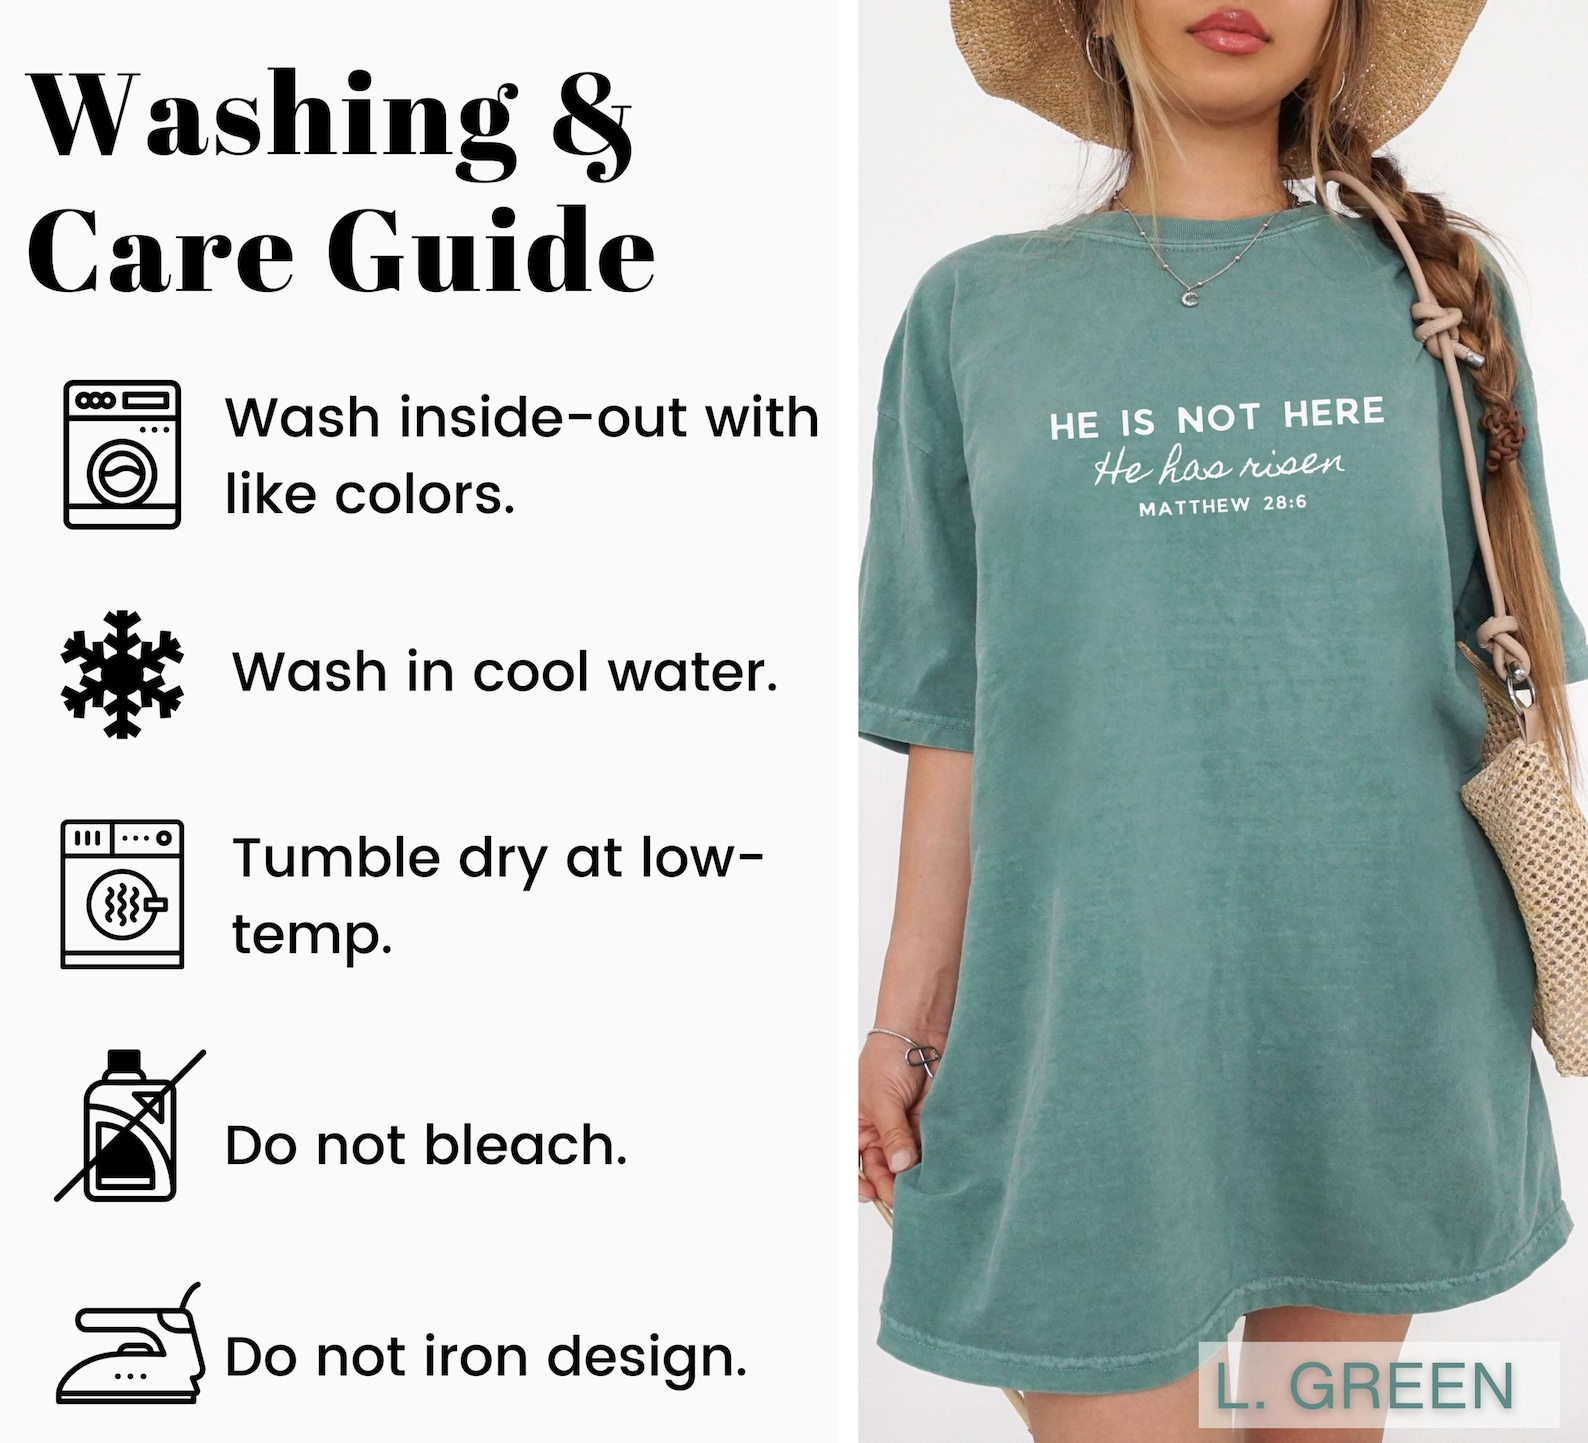 Washing &
Care Guide
Wash inside-out with
like colors.
Wash in cool water.
Tumble dry at low-
temp.
Do not bleach.
Do not iron design.
HE IS NOT HERE
He has risen
MATTHEW 28:6
L. GREEN